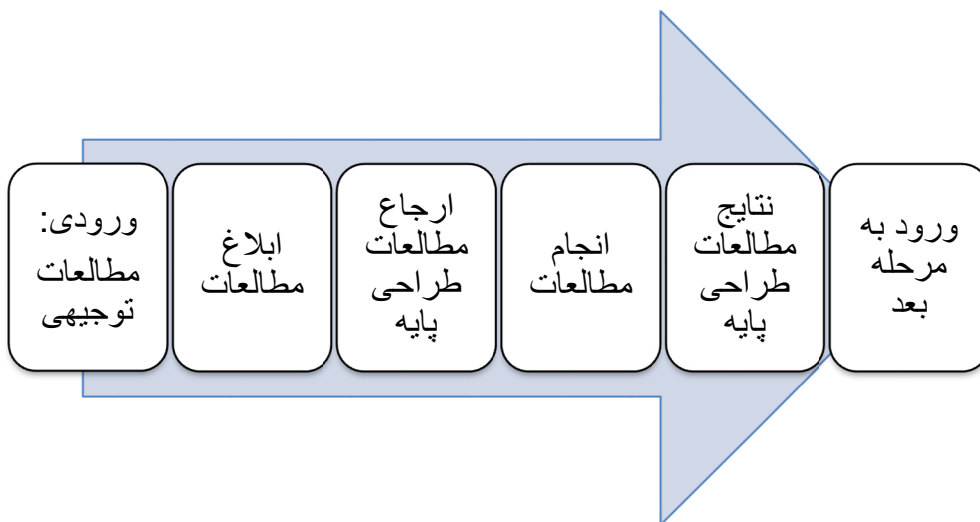 ورودی:
مطالعات
توجیهی
ابلاغ
مطالعات
ارجاع
مطالعات
طراحی
پایه
انجام
مطالعات
نتایج
مطالعات
طراحی
پایه
ورود به
مرحله
بعد